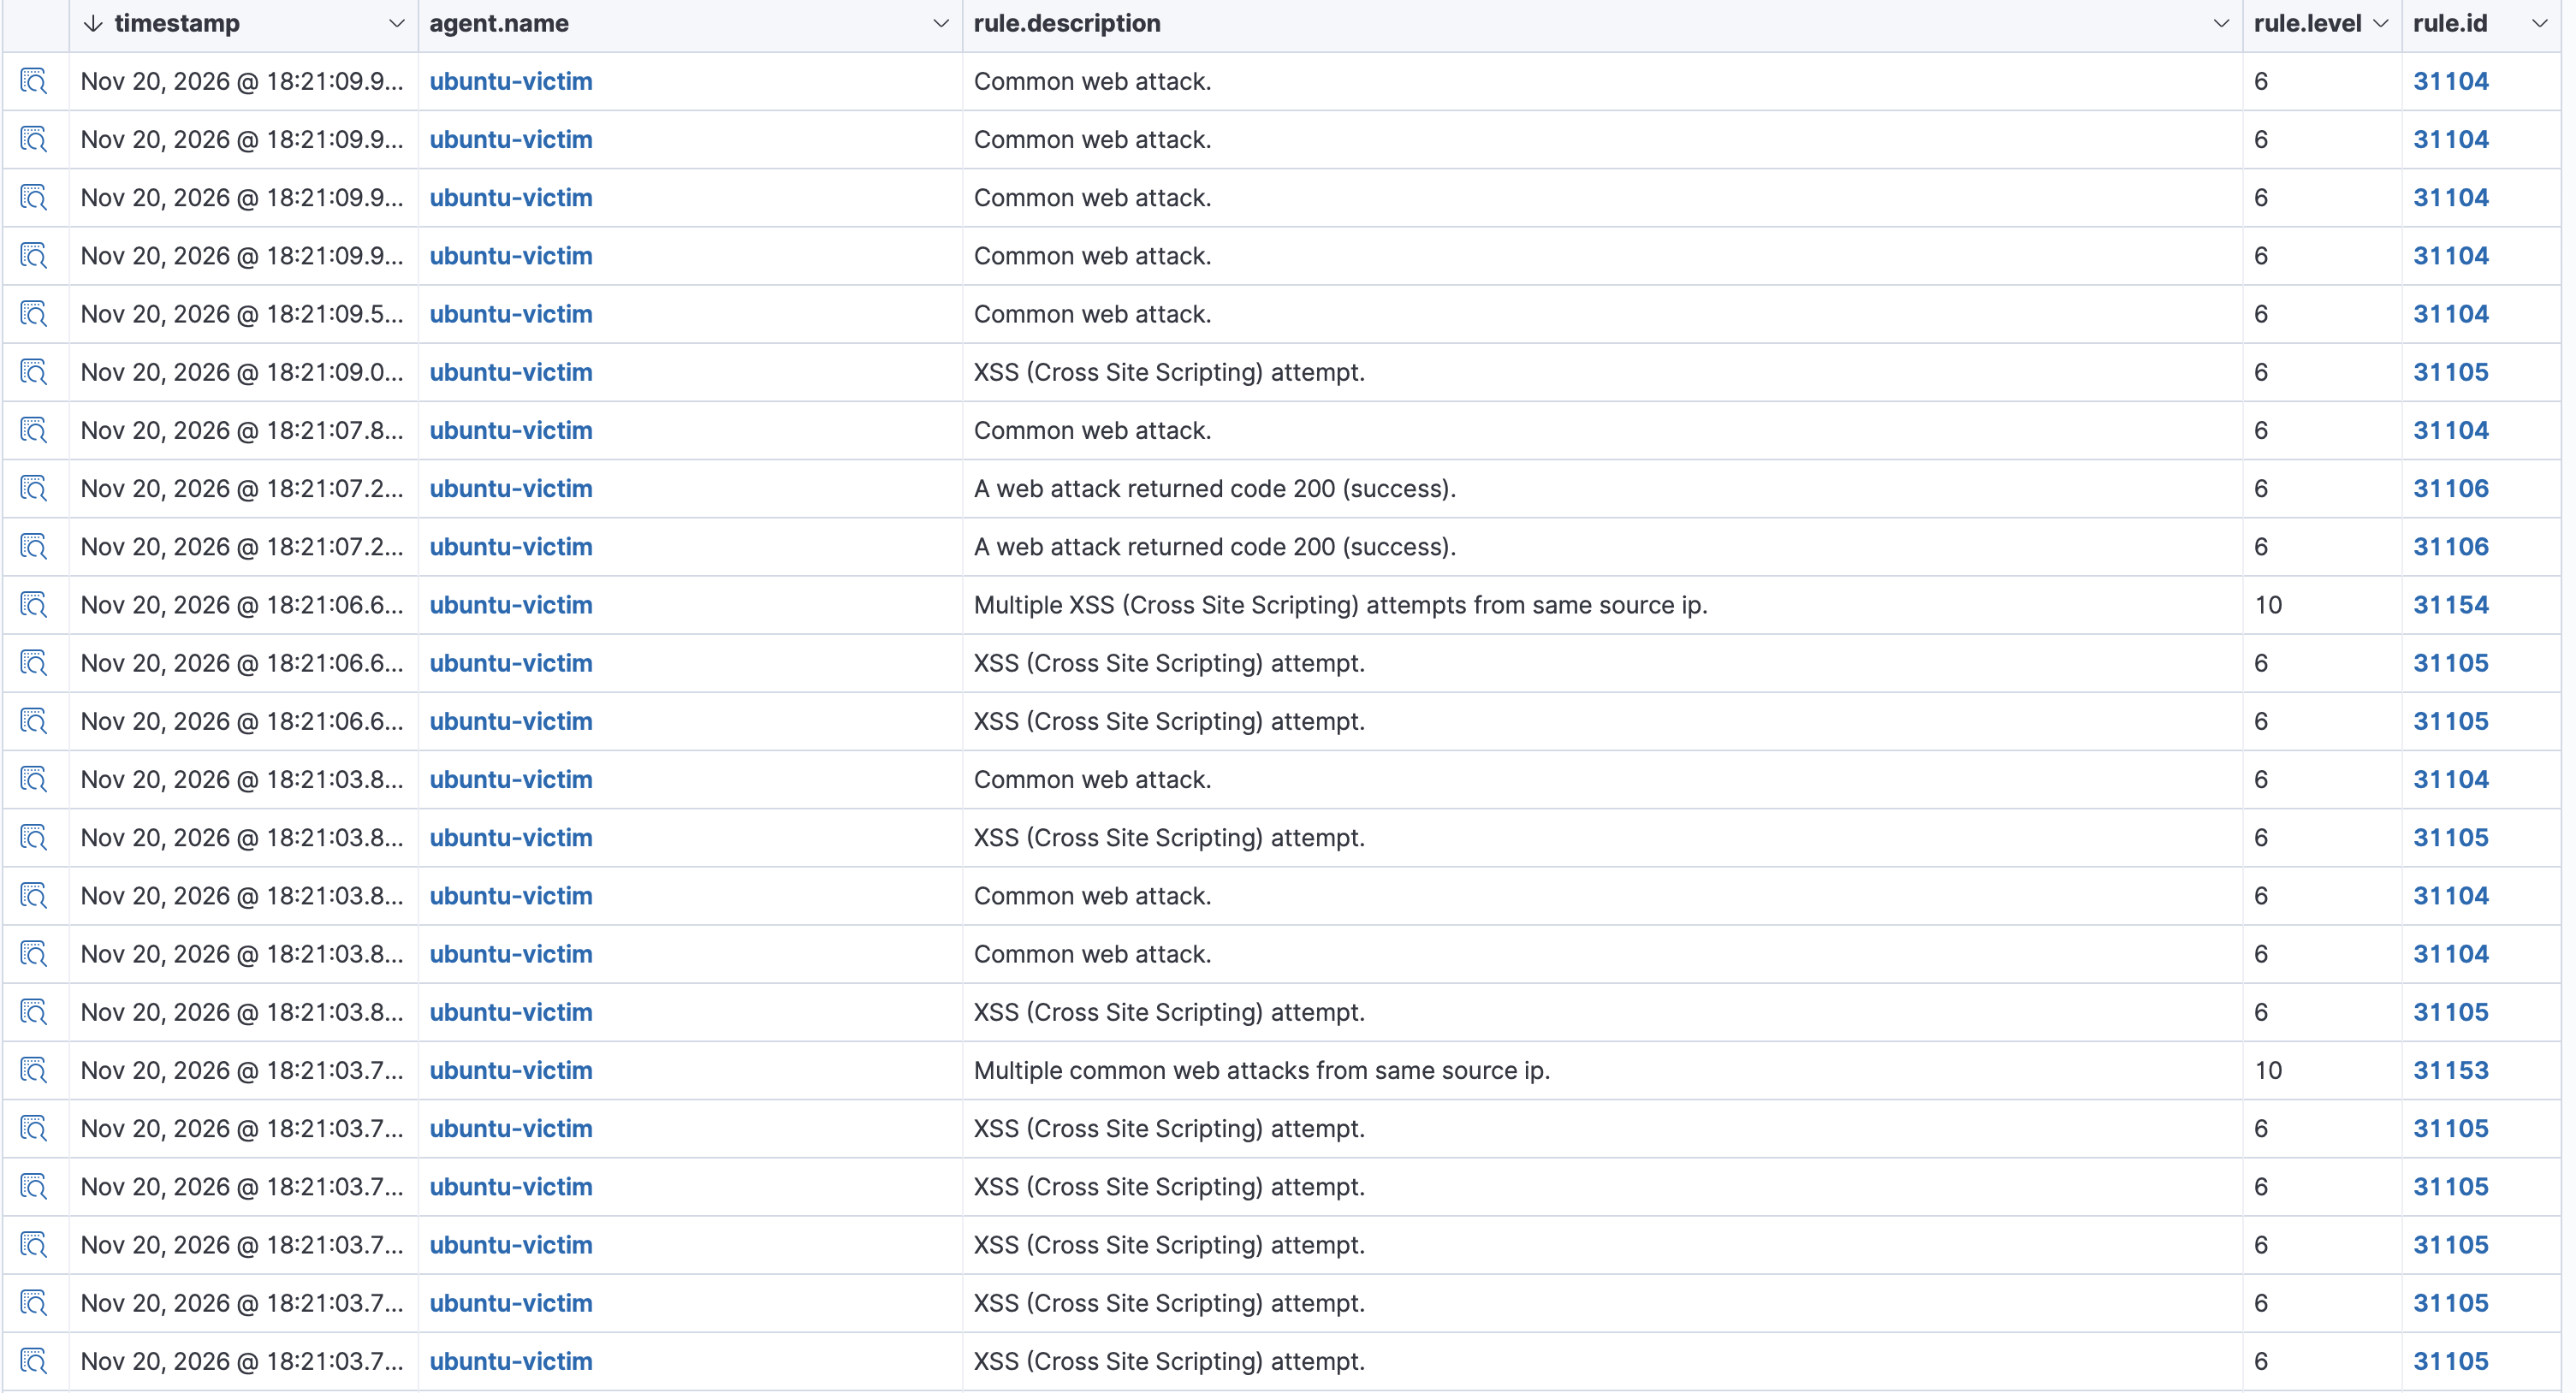 timestamp agent.name rule.description rule.level rule.id
Nov 20, 2026 @ 18:21:09.9... ubuntu-victim Common web attack. 6 31104
Nov 20, 2026 @ 18:21:09.9... ubuntu-victim Common web attack. 6 31104
Nov 20, 2026 @ 18:21:09.9... ubuntu-victim Common web attack. 6 31104
Nov 20, 2026 @ 18:21:09.9... ubuntu-victim Common web attack. 6 31104
Nov 20, 2026 @ 18:21:09.5... ubuntu-victim Common web attack. 6 31104
Nov 20, 2026 @ 18:21:09.0... ubuntu-victim XSS (Cross Site Scripting) attempt. 6 31105
Nov 20, 2026 @ 18:21:07.8... ubuntu-victim Common web attack. 6 31104
Nov 20, 2026 @ 18:21:07.2... ubuntu-victim A web attack returned code 200 (success). 6 31106
Nov 20, 2026 @ 18:21:07.2... ubuntu-victim A web attack returned code 200 (success). 6 31106
Nov 20, 2026 @ 18:21:06.6... ubuntu-victim Multiple XSS (Cross Site Scripting) attempts from same source ip. 10 31154
Nov 20, 2026 @ 18:21:06.6... ubuntu-victim XSS (Cross Site Scripting) attempt. 6 31105
Nov 20, 2026 @ 18:21:06.6... ubuntu-victim XSS (Cross Site Scripting) attempt. 6 31105
Nov 20, 2026 @ 18:21:03.8... ubuntu-victim Common web attack. 6 31104
Nov 20, 2026 @ 18:21:03.8... ubuntu-victim XSS (Cross Site Scripting) attempt. 6 31105
Nov 20, 2026 @ 18:21:03.8... ubuntu-victim Common web attack. 6 31104
Nov 20, 2026 @ 18:21:03.8... ubuntu-victim Common web attack. 6 31104
Nov 20, 2026 @ 18:21:03.8... ubuntu-victim XSS (Cross Site Scripting) attempt. 6 31105
Nov 20, 2026 @ 18:21:03.7... ubuntu-victim Multiple common web attacks from same source ip. 10 31153
Nov 20, 2026 @ 18:21:03.7... ubuntu-victim XSS (Cross Site Scripting) attempt. 6 31105
Nov 20, 2026 @ 18:21:03.7... ubuntu-victim XSS (Cross Site Scripting) attempt. 6 31105
Nov 20, 2026 @ 18:21:03.7... ubuntu-victim XSS (Cross Site Scripting) attempt. 6 31105
Nov 20, 2026 @ 18:21:03.7... ubuntu-victim XSS (Cross Site Scripting) attempt. 6 31105
Nov 20, 2026 @ 18:21:03.7... ubuntu-victim XSS (Cross Site Scripting) attempt. 6 31105